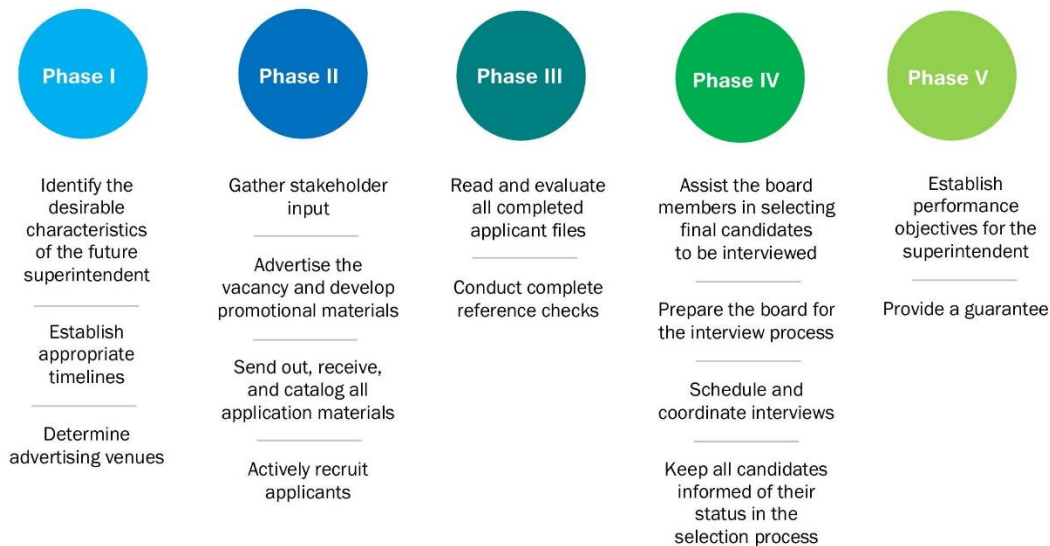 Phase I
Identify the
desirable
characteristics
of the future
superintendent
Establish
appropriate
timelines
Determine
advertising venues
Phase II
Gather stakeholder
input
Advertise the
vacancy and develop
promotional materials
Send out, receive,
and catalog all
application materials
Actively recruit
applicants
Phase III
Read and evaluate
all completed
applicant files
Conduct complete
reference checks
Phase IV
Assist the board
members in selecting
final candidates
to be interviewed
Prepare the board for
the interview process
Schedule and
coordinate interviews
Keep all candidates
informed of their
status in the
selection process
Phase V
Establish
performance
objectives for the
superintendent
Provide a guarantee